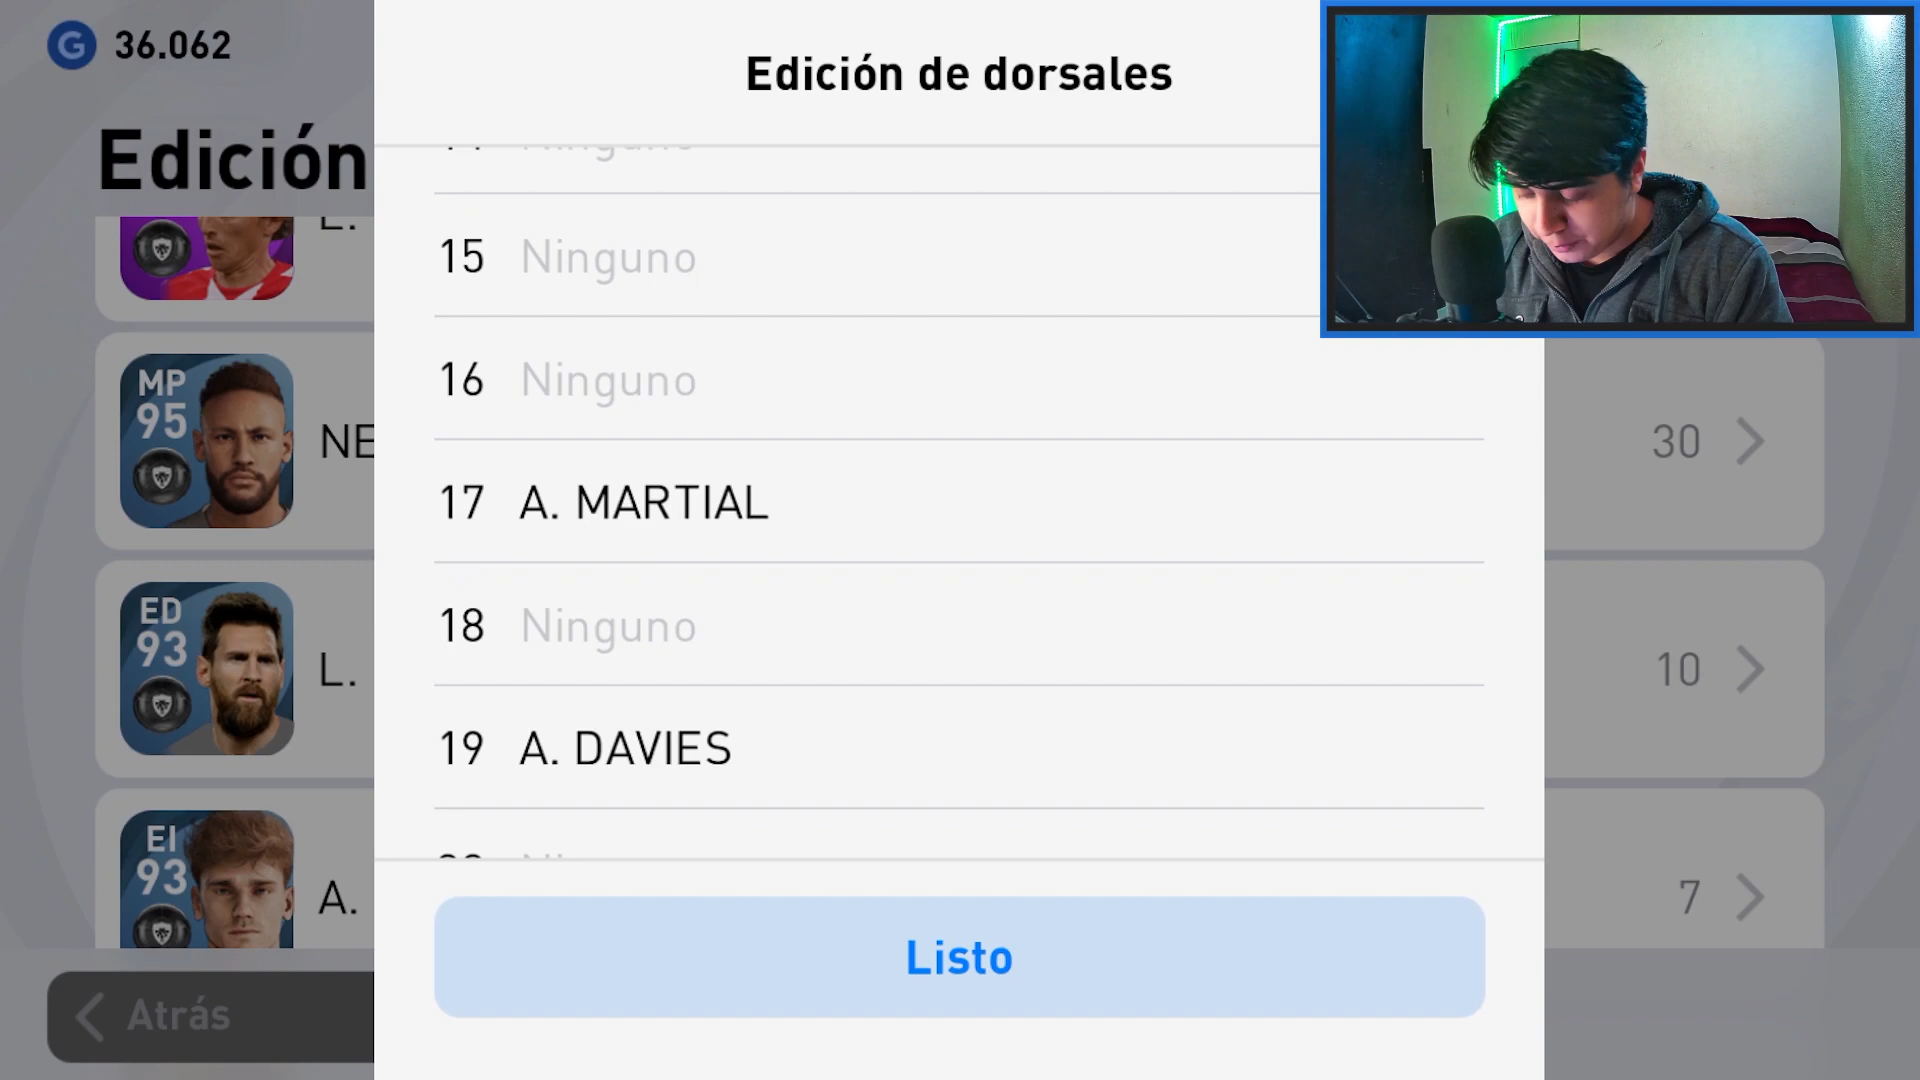 G 36.062
Edición de dorsales
Edición
Ninguno
15 Ninguno
16 Ninguno
17 A. MARTIAL
18 Ninguno
19 A. DAVIES
L.
MP
95
NE
30
ED
93
L.
10
EI
93
A.
7
Listo
Atrás